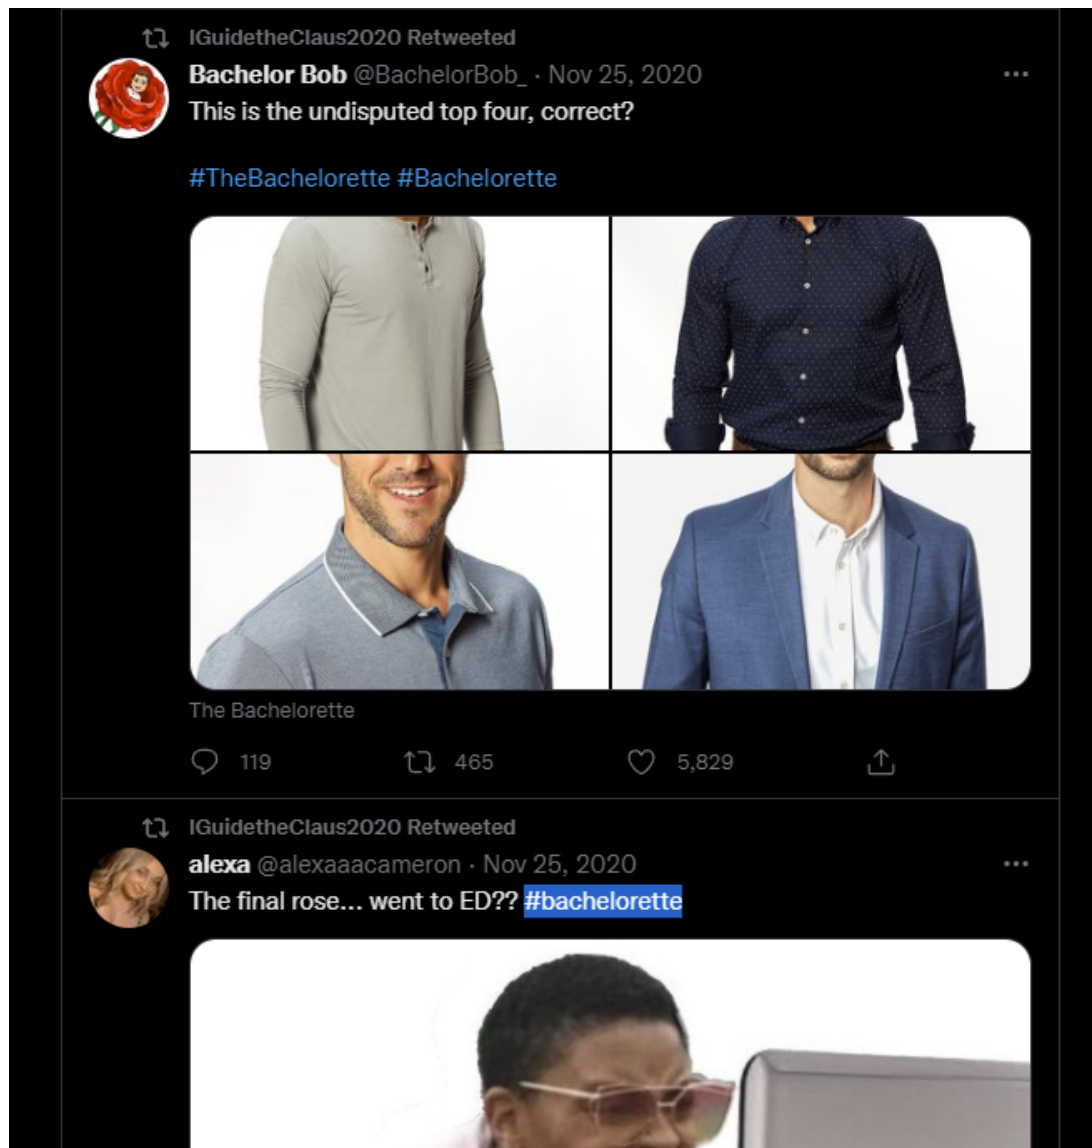 IGuidetheClaus2020 Retweeted
Bachelor Bob @BachelorBob_ · Nov 25, 2020
This is the undisputed top four, correct?
#TheBachelorette #Bachelorette
The Bachelorette
119 465 5,829
IGuidetheClaus2020 Retweeted
alexa @alexaaacameron · Nov 25, 2020
The final rose... went to ED?? #bachelorette